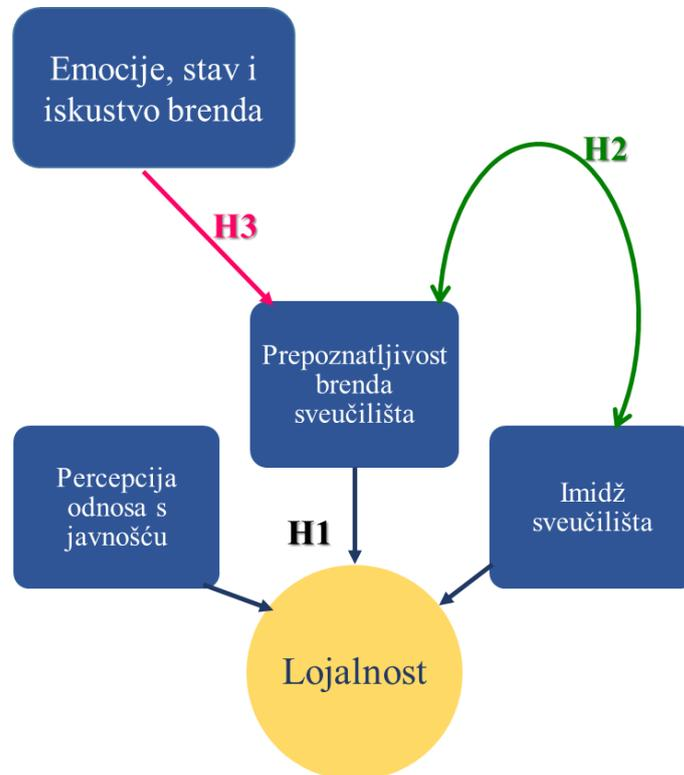 Emocije, stav i
iskustvo brenda
H2
H3
Prepoznatljivost
brenda
sveučilišta
Percepcija
odnosa s
javnošću
Imidž
sveučilišta
H1
Lojalnost